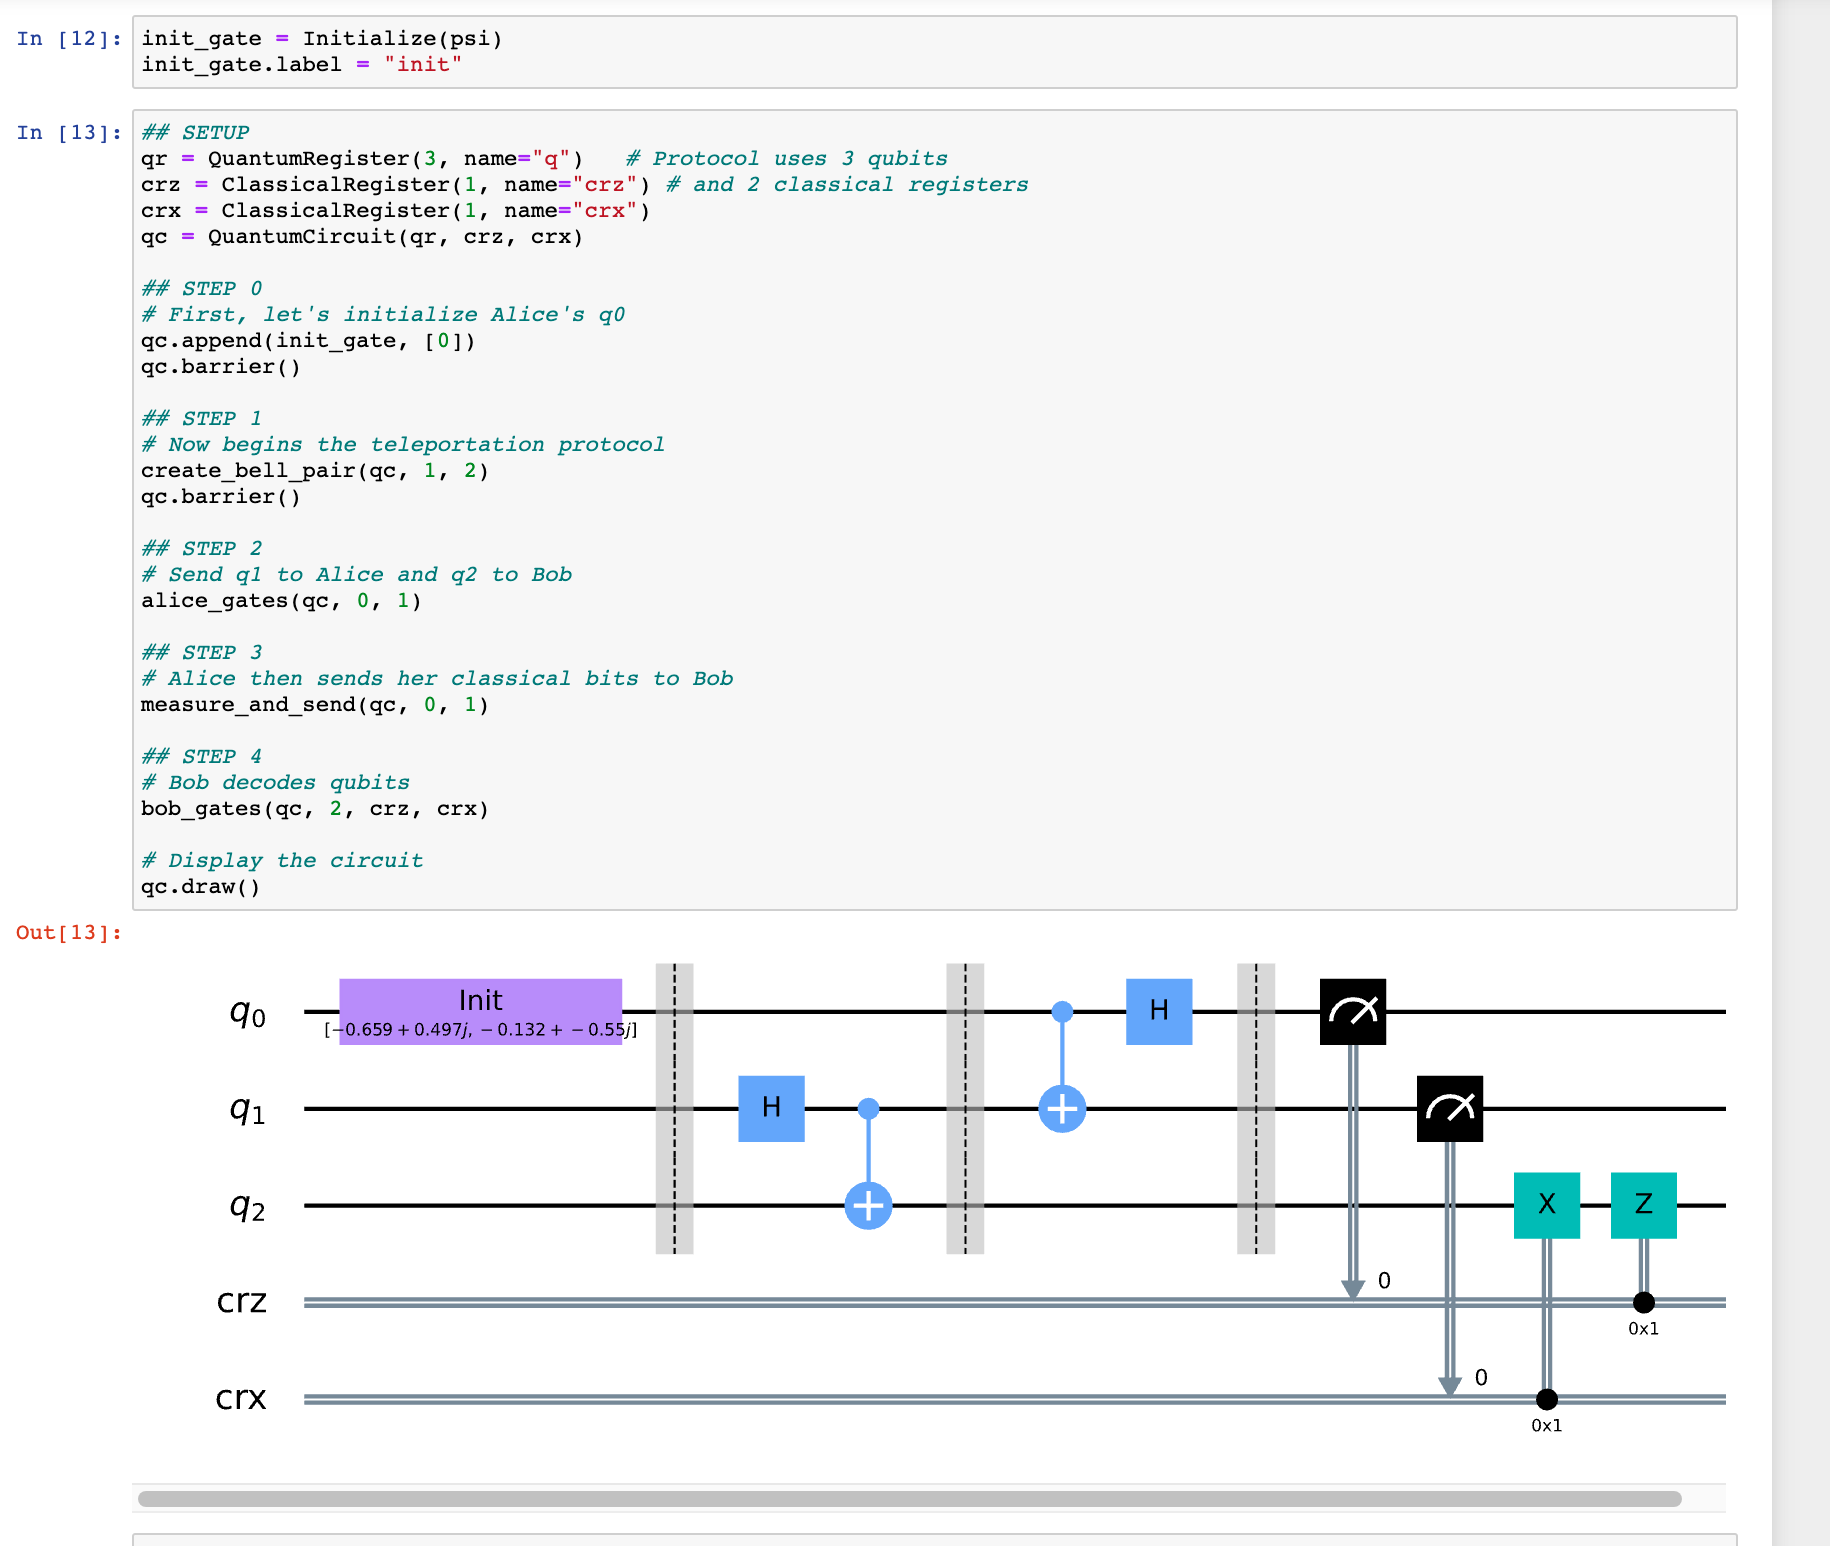 In [12]:
init_gate = Initialize(psi)
init_gate.label = "init"
In [13]:
## SETUP
qr = QuantumRegister(3, name="q")   # Protocol uses 3 qubits
crz = ClassicalRegister(1, name="crz") # and 2 classical registers
crx = ClassicalRegister(1, name="crx")
qc = QuantumCircuit(qr, crz, crx)
## STEP 0
# First, let's initialize Alice's q0
qc.append(init_gate, [0])
qc.barrier()
## STEP 1
# Now begins the teleportation protocol
create_bell_pair(qc, 1, 2)
qc.barrier()
## STEP 2
# Send q1 to Alice and q2 to Bob
alice_gates(qc, 0, 1)
## STEP 3
# Alice then sends her classical bits to Bob
measure_and_send(qc, 0, 1)
## STEP 4
# Bob decodes qubits
bob_gates(qc, 2, crz, crx)
# Display the circuit
qc.draw()
Out[13]:
q0
Init
[−0.659 + 0.497j, − 0.132 + − 0.55j]
H
q1
H
q2
X
Z
crz
0
0x1
crx
0
0x1